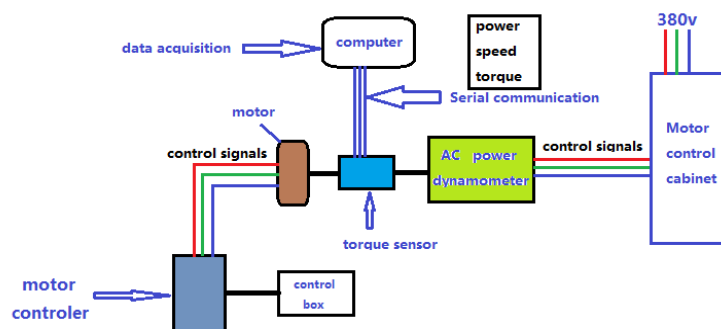 380v
data acquisition
computer
power
speed
torque
Serial communication
motor
control signals
AC power
dynamometer
control signals
Motor
control
cabinet
torque sensor
motor
controler
control
box